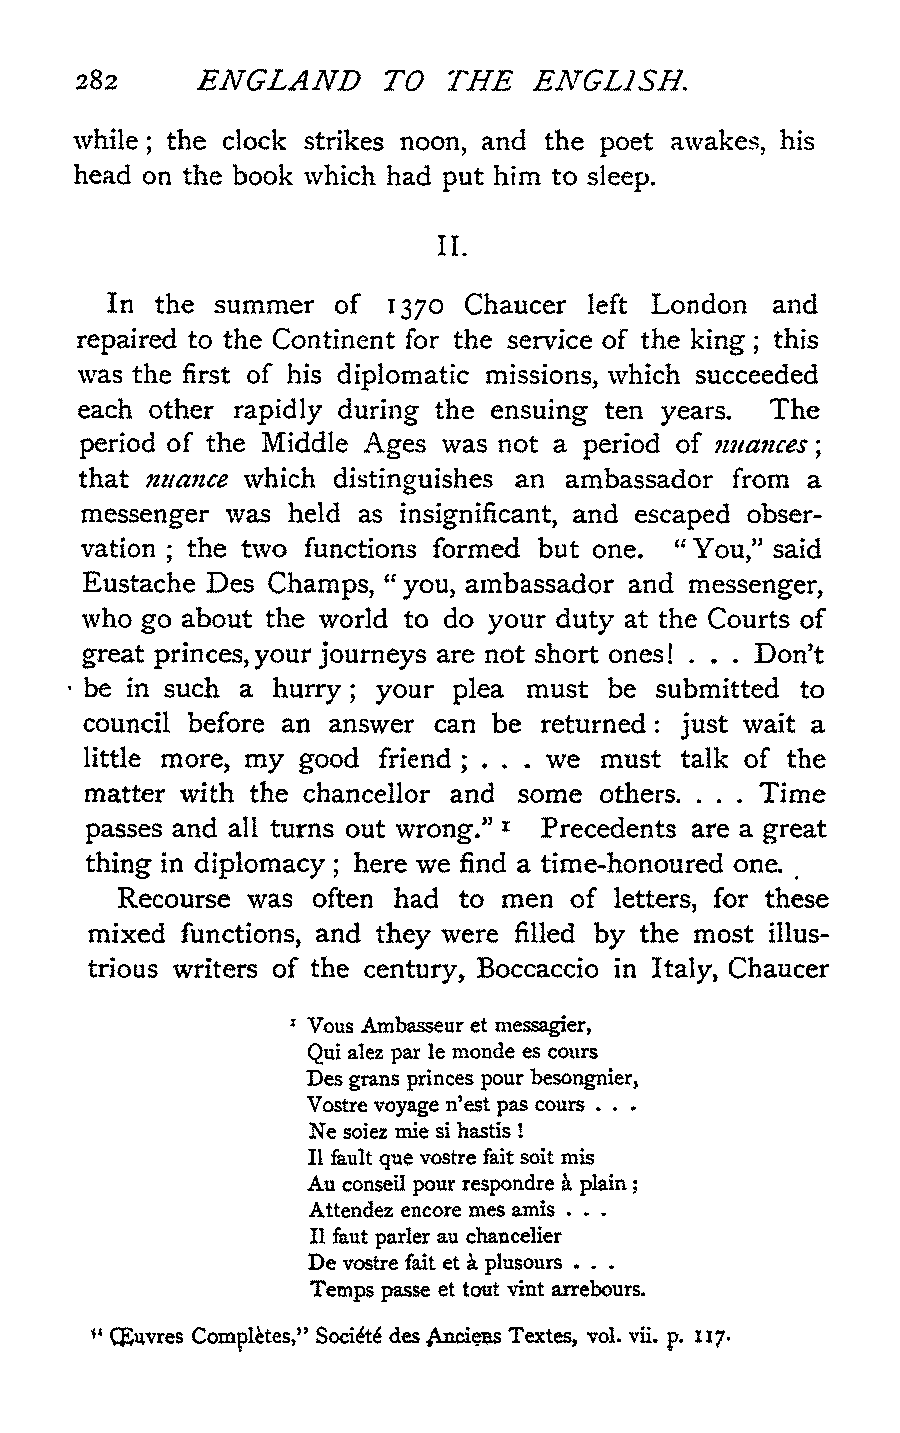 282 ENGLAND TO THE ENGLISH.
while ; the clock strikes noon, and the poet awakes, his
head on the book which had put him to sleep.
II.
In the summer of 1370 Chaucer left London and
repaired to the Continent for the service of the king ; this
was the first of his diplomatic missions, which succeeded
each other rapidly during the ensuing ten years. The
period of the Middle Ages was not a period of nuances ;
that nuance which distinguishes an ambassador from a
messenger was held as insignificant, and escaped obser-
vation ; the two functions formed but one. “ You,” said
Eustache Des Champs, “ you, ambassador and messenger,
who go about the world to do your duty at the Courts of
great princes, your journeys are not short ones! . . . Don’t
be in such a hurry ; your plea must be submitted to
council before an answer can be returned : just wait a
little more, my good friend ; . . . we must talk of the
matter with the chancellor and some others. . . . Time
passes and all turns out wrong.” ¹ Precedents are a great
thing in diplomacy ; here we find a time-honoured one.
Recourse was often had to men of letters, for these
mixed functions, and they were filled by the most illus-
trious writers of the century, Boccaccio in Italy, Chaucer
¹ Vous Ambasseur et messagier,
Qui alez par le monde es cours
Des grans princes pour besongnier,
Vostre voyage n’est pas cours . . .
Ne soiez mie si hastis !
Il fault que vostre fait soit mis
Au conseil pour respondre à plain ;
Attendez encore mes amis . . .
Il faut parler au chancelier
De vostre fait et à plusours . . .
Temps passe et tout vint arrebours.
“ Œuvres Complètes,” Société des Anciens Textes, vol. vii. p. 117.